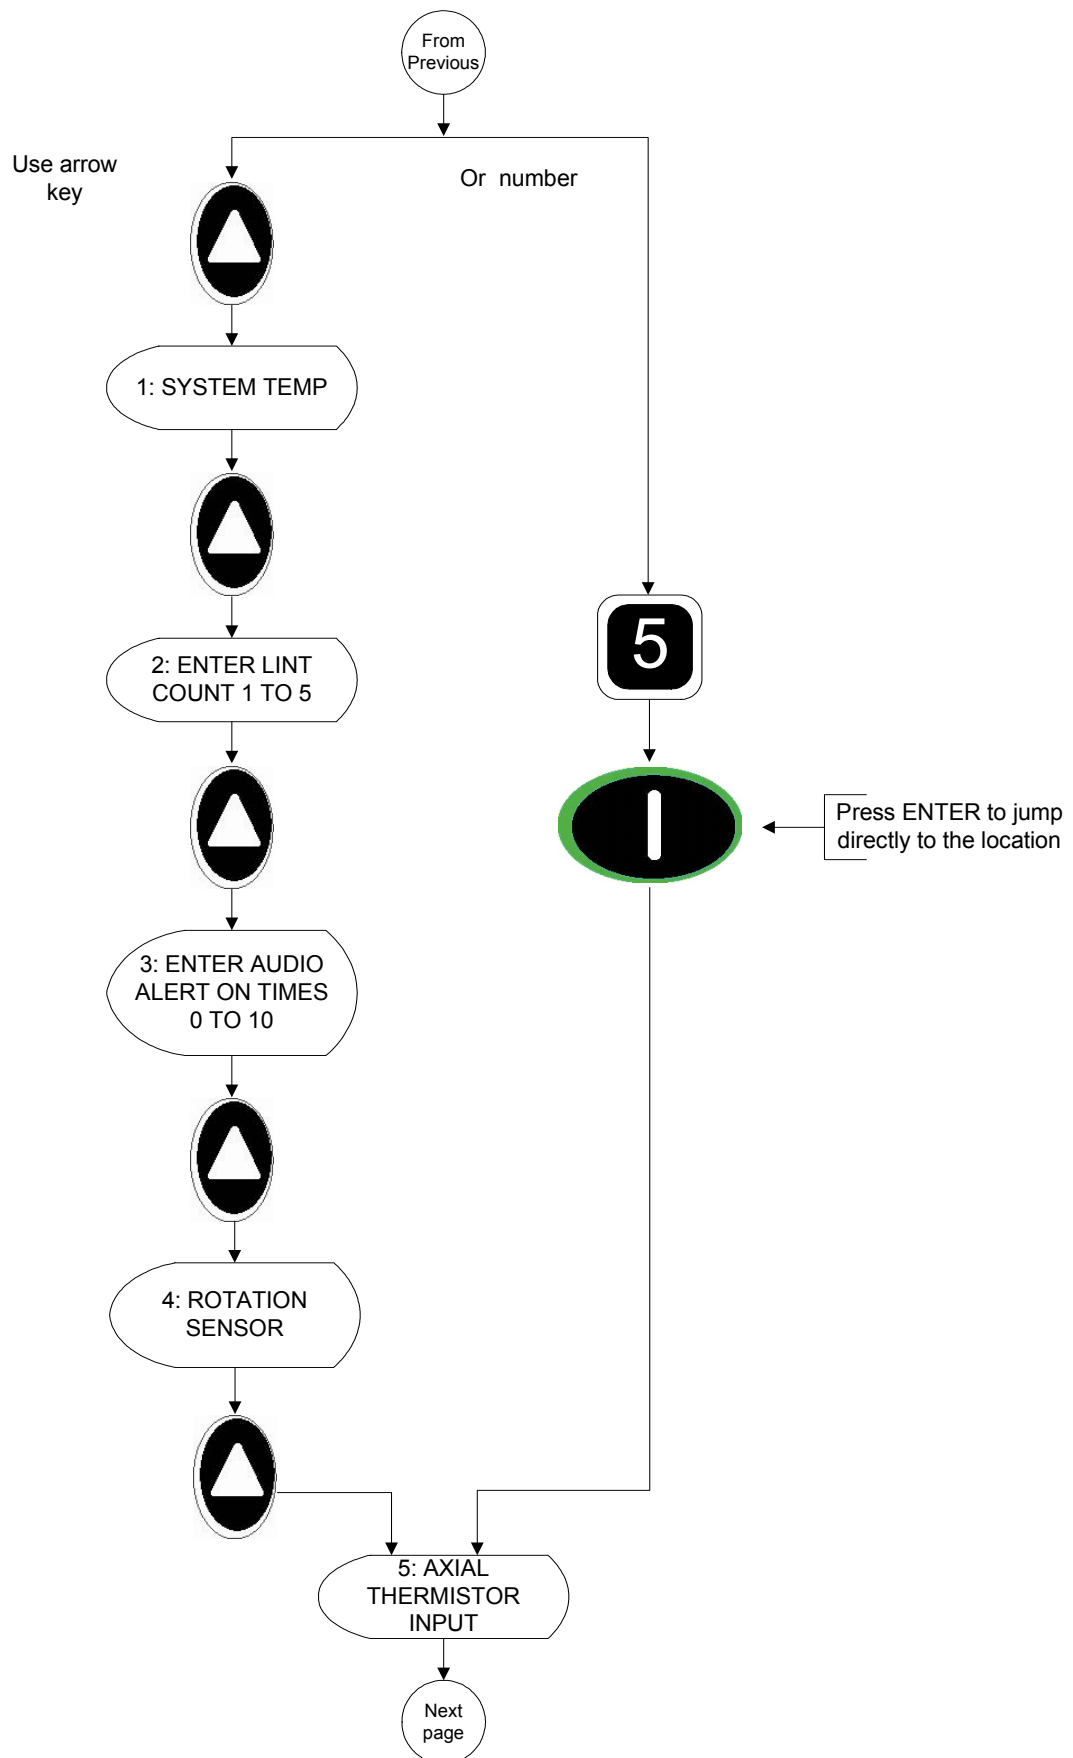 From
Previous
Use arrow
key
Or  number
1: SYSTEM TEMP
2: ENTER LINT
COUNT 1 TO 5
5
Press ENTER to jump
directly to the location
3: ENTER AUDIO
ALERT ON TIMES
0 TO 10
4: ROTATION
SENSOR
5: AXIAL
THERMISTOR
INPUT
Next
page